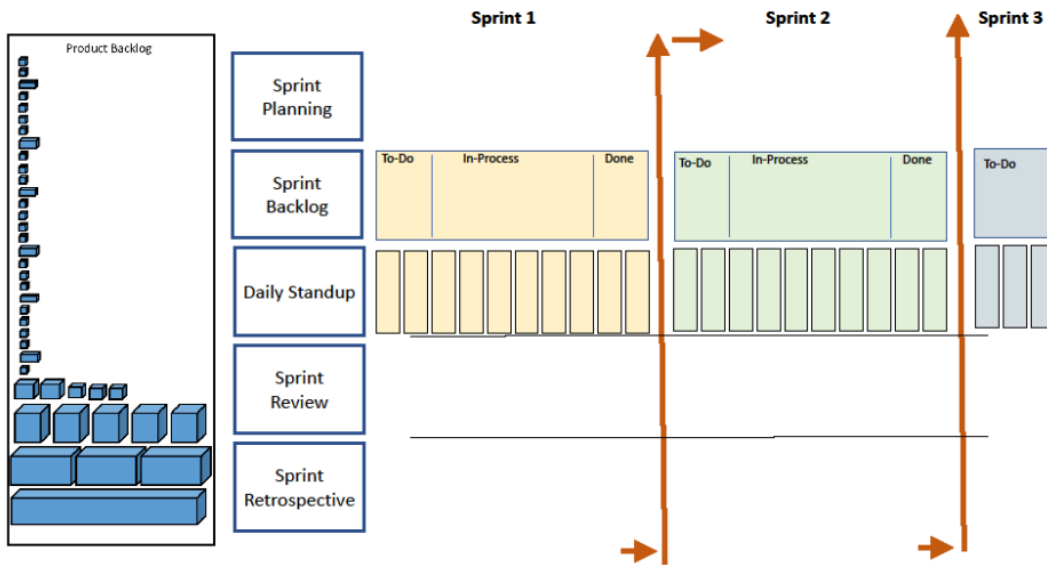 Sprint 1
Sprint 2
Sprint 3
Product Backlog
Sprint
Planning
Sprint
Backlog
To-Do
In-Process
Done
To-Do
In-Process
Done
To-Do
Daily Standup
Sprint
Review
Sprint
Retrospective